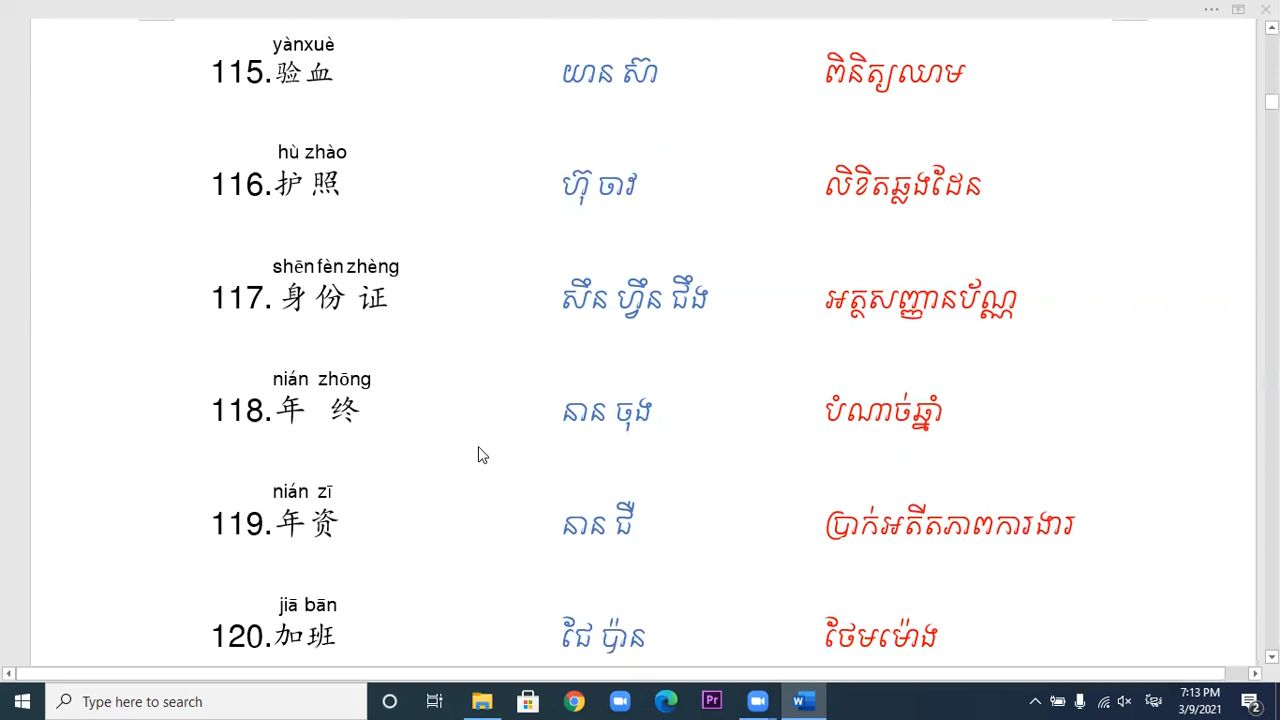 yànxuè
115. 验血 យាន ស៊ា ពិនិត្យឈាម
hù zhào
116. 护照 ហ៊ុ ចាវ លិខិតឆ្លងដែន
shēn fèn zhèng
117. 身份证 សឹន ហ្វឹន ជឹង អត្តសញ្ញានប័ណ្ណ
nián zhōng
118. 年 终 នាន ចុង បំណាច់ឆ្នាំ
nián zī
119. 年资 នាន ជឺ ប្រាក់អតីតភាពការងារ
jiā bān
120. 加班 ជែ ប៉ាន ថែមម៉ោង
Type here to search
7:13 PM
3/9/2021
2